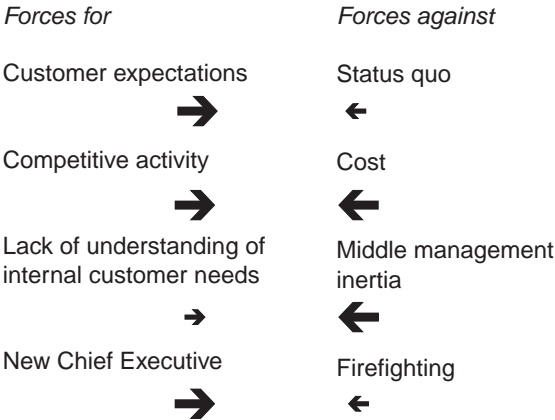 Forces for
Forces against
Customer expectations
Status quo
Competitive activity
Cost
Lack of understanding of
internal customer needs
Middle management
inertia
New Chief Executive
Firefighting